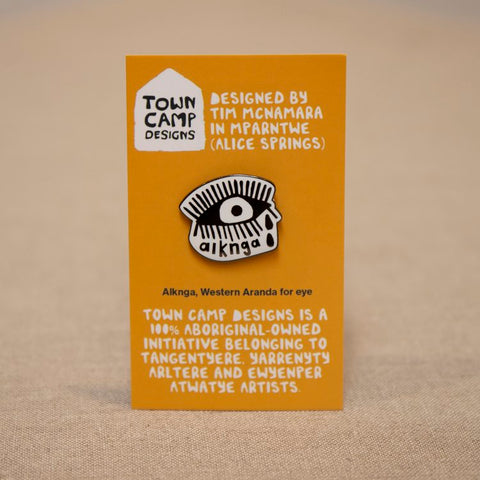 TOWN
CAMP
DESIGNS
DESIGNED BY
TIM MCNAMARA
IN MPARNTWE
(ALICE SPRINGS)
alknga
Alknga, Western Aranda for eye
TOWN CAMP DESIGNS IS A
100% ABORIGINAL-OWNED
INITIATIVE BELONGING TO
TANGENTYERE, YARRENYTY
ARLTERE AND EWYENPER
ATWATYE ARTISTS.